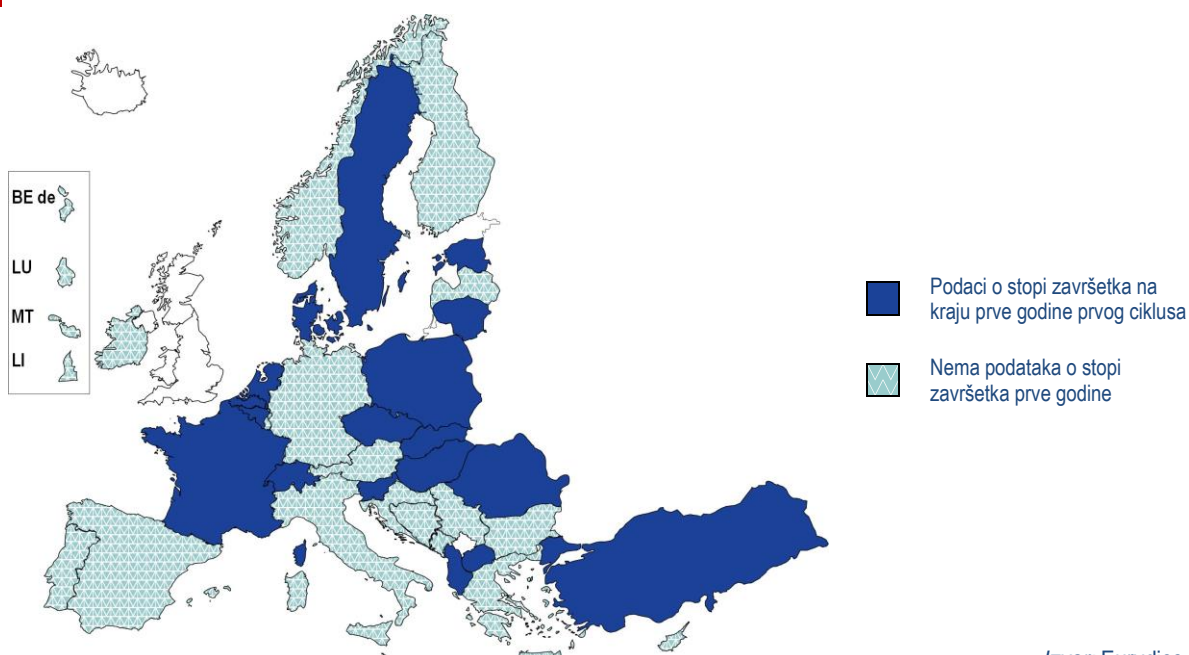 BE de
LU
MT
LI
Podaci o stopi završetka na
kraju prve godine prvog ciklusa
Nema podataka o stopi
završetka prve godine